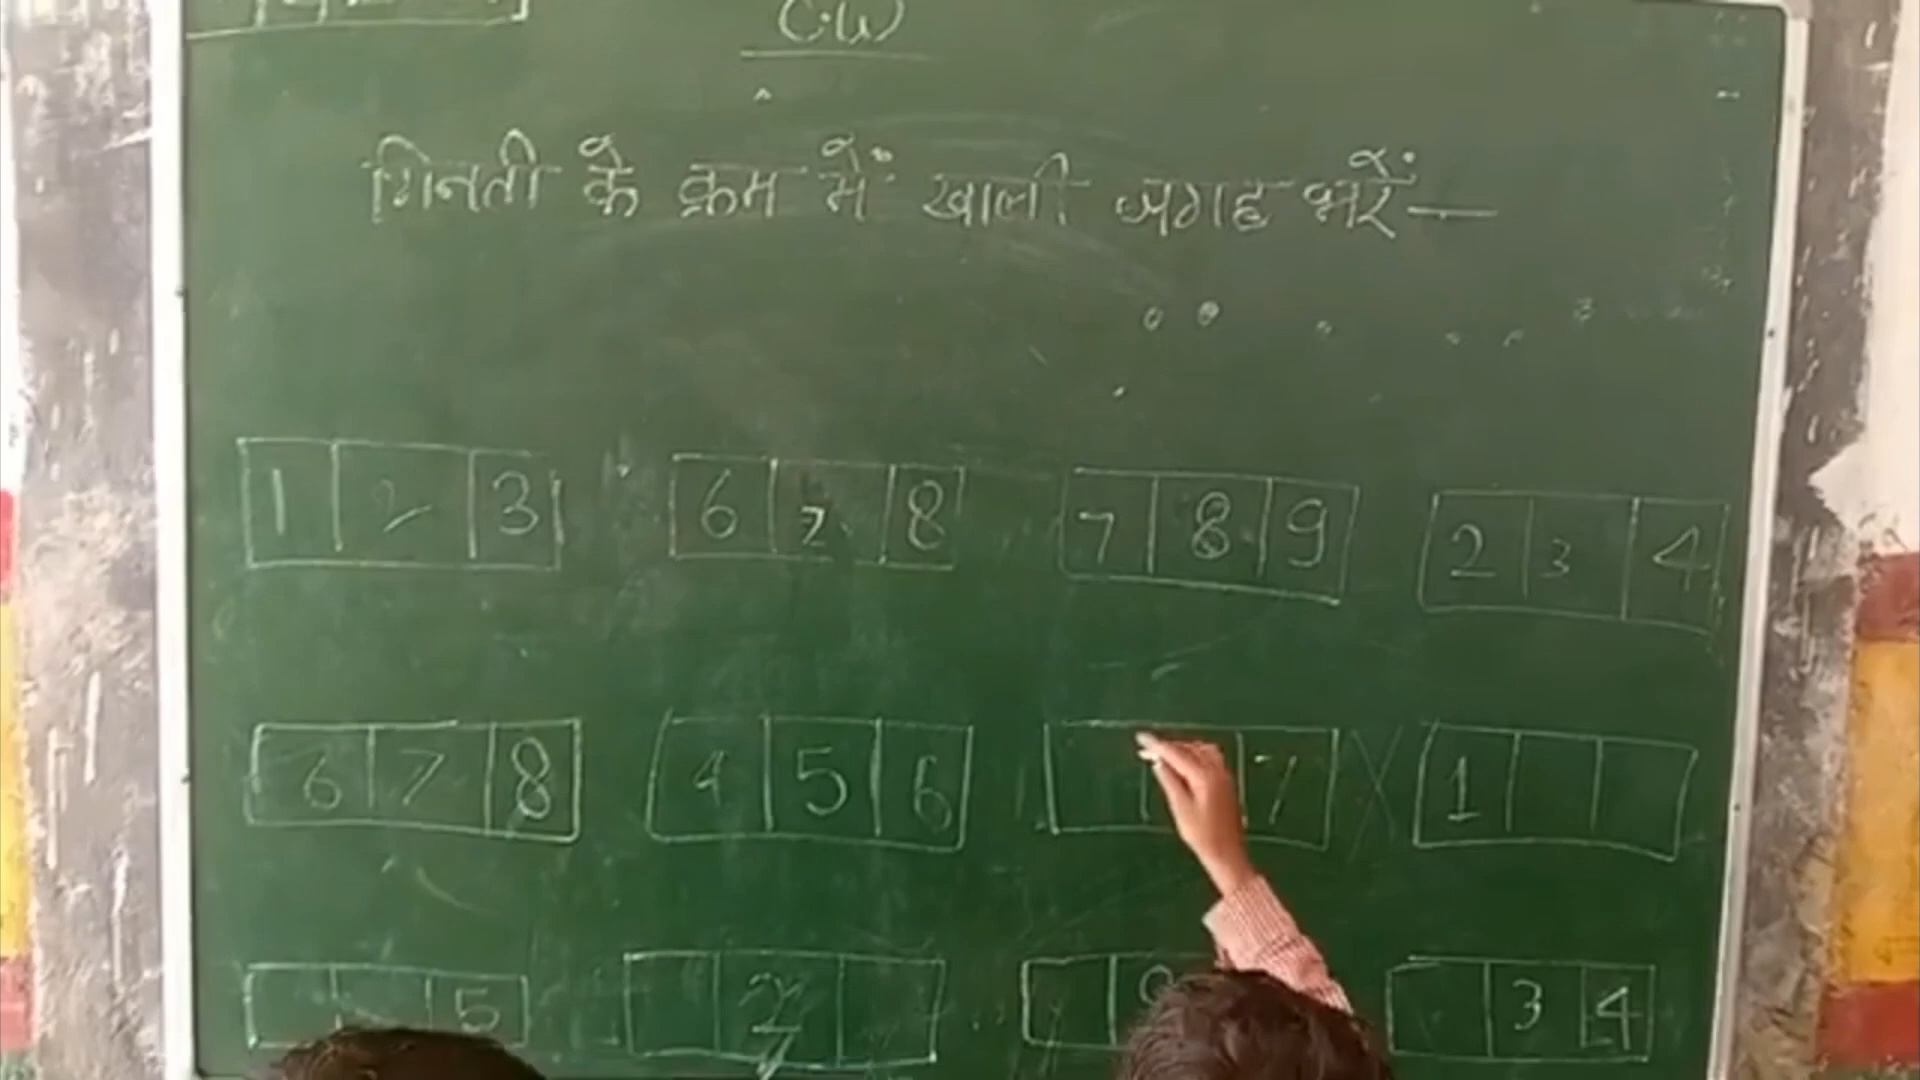 C.W
गिनती के क्रम में खाली जगह भरें—
1 2 3 6 7 8 7 8 9 2 3 4
6 7 8 4 5 6 7 1
5 2 3 4